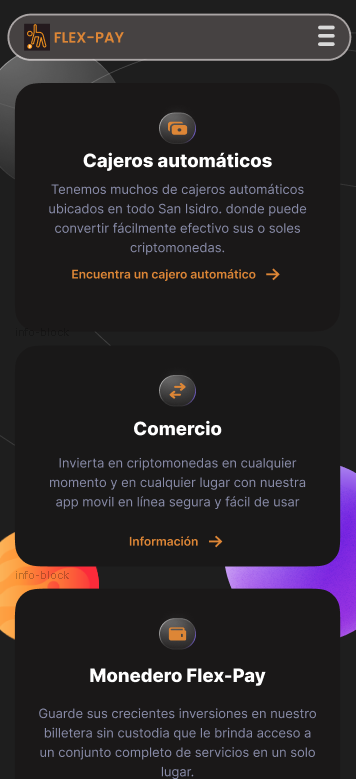 FLEX-PAY
Cajeros automáticos
Tenemos muchos de cajeros automáticos
ubicados en todo San Isidro. donde puede
convertir fácilmente efectivo sus o soles
criptomonedas.
Encuentra un cajero automático
info-block
Comercio
Invierta en criptomonedas en cualquier
momento y en cualquier lugar con nuestra
app movil en línea segura y fácil de usar
Información
info-block
Monedero Flex-Pay
Guarde sus crecientes inversiones en nuestro
billetera sin custodia que le brinda acceso a
un conjunto completo de servicios en un solo
lugar.